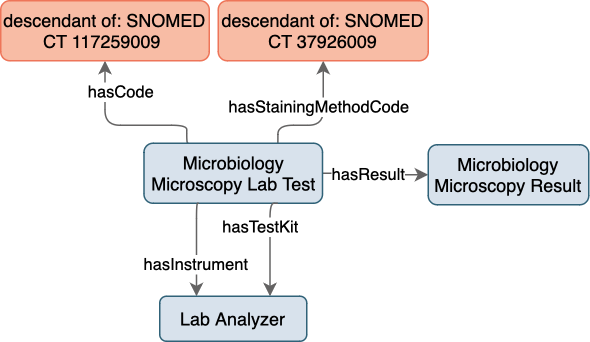 descendant of: SNOMED
CT 117259009
descendant of: SNOMED
CT 37926009
hasCode
hasStainingMethodCode
Microbiology
Microscopy Lab Test
hasResult
Microbiology
Microscopy Result
hasTestKit
hasInstrument
Lab Analyzer